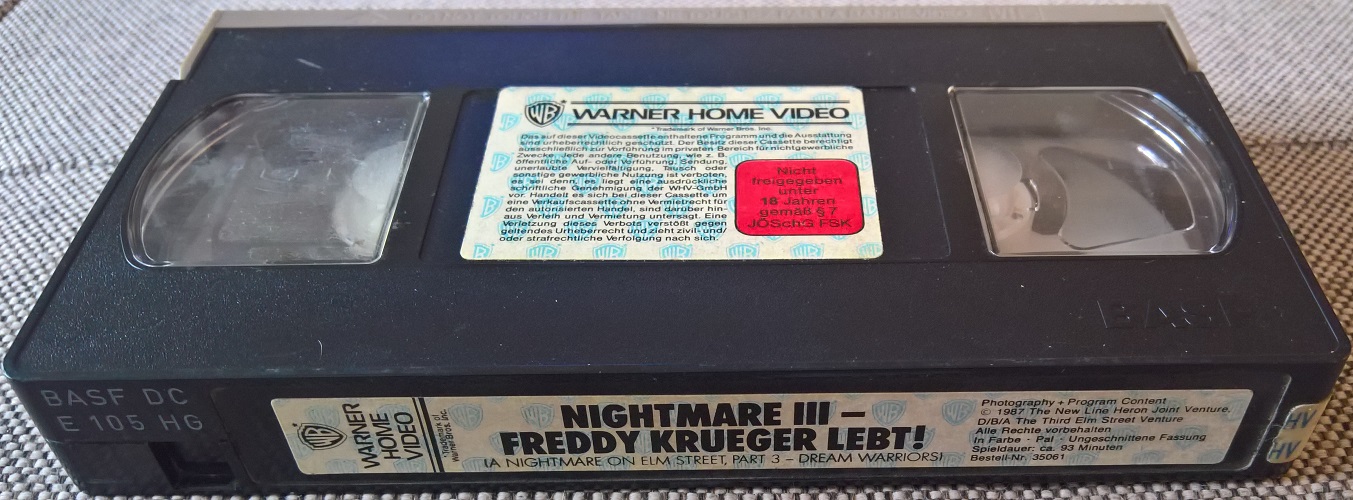 WB WARNER HOME VIDEO
*Trademark of Warner Bros. Inc.
Das auf dieser Videocassette enthaltene Programm und die Ausstattung
sind urheberrechtlich geschützt. Der Besitz dieser Cassette berechtigt
ausschließlich zur Vorführung im privaten Bereich für nichtgewerbliche
Zwecke. Jede andere Benutzung, wie z. B.
öffentliche Auf- oder Vorführung, Sendung,
unerlaubte Vervielfältigung, Tausch oder
sonstige gewerbliche Nutzung ist verboten,
es sei denn, es liegt eine ausdrückliche
schriftliche Genehmigung der WHV-GmbH
vor. Handelt es sich bei dieser Cassette um
eine Verkaufscassette ohne Vermietrecht für
den autorisierten Handel, sind darüber hin-
aus Verleih und Vermietung untersagt. Eine
Verletzung dieses Verbots verstößt gegen
geltendes Urheberrecht und zieht zivil- und/
oder strafrechtliche Verfolgung nach sich.
Nicht
freigegeben
unter
18 Jahren
gemäß § 7
JÖSchG FSK
BASF
BASF DC
E 105 HG
WB
WARNER
HOME
VIDEO
*Trademark of
Warner Bros. Inc.
NIGHTMARE III –
FREDDY KRUEGER LEBT!
(A NIGHTMARE ON ELM STREET, PART 3 – DREAM WARRIORS)
Photography + Program Content
© 1987 The New Line Heron Joint Venture,
D/B/A The Third Elm Street Venture
Alle Rechte vorbehalten
In Farbe · Pal · Ungeschnittene Fassung
Spieldauer: ca. 93 Minuten
Bestell-Nr. 35061